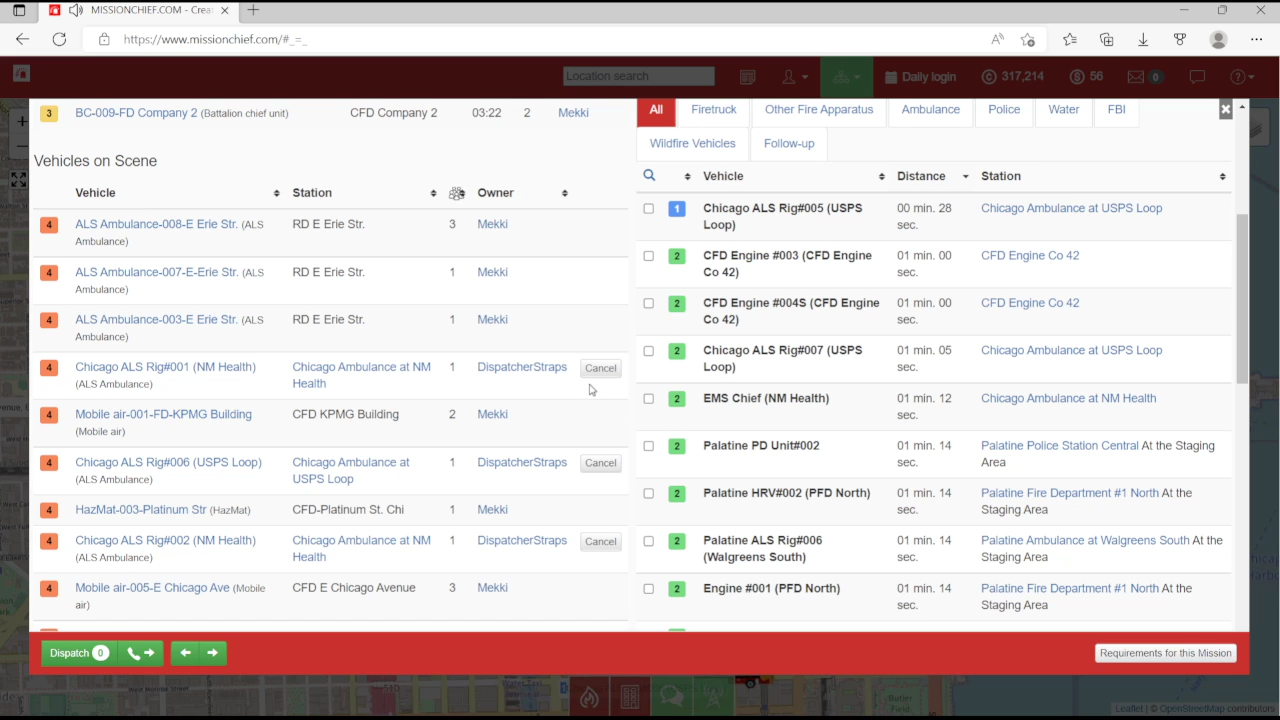 MISSIONCHIEF.COM - Crea
https://www.missionchief.com/#_=_
Location search
Daily login
317,214
56
0
3 BC-009-FD Company 2 (Battalion chief unit) CFD Company 2 03:22 2 Mekki
Vehicles on Scene
Vehicle Station Owner
4 ALS Ambulance-008-E Erie Str. (ALS RD E Erie Str. 3 Mekki
Ambulance)
4 ALS Ambulance-007-E-Erie Str. (ALS RD E Erie Str. 1 Mekki
Ambulance)
4 ALS Ambulance-003-E Erie Str. (ALS RD E Erie Str. 1 Mekki
Ambulance)
4 Chicago ALS Rig#001 (NM Health) Chicago Ambulance at NM 1 DispatcherStraps Cancel
(ALS Ambulance) Health
4 Mobile air-001-FD-KPMG Building CFD KPMG Building 2 Mekki
(Mobile air)
4 Chicago ALS Rig#006 (USPS Loop) Chicago Ambulance at 1 DispatcherStraps Cancel
(ALS Ambulance) USPS Loop
4 HazMat-003-Platinum Str (HazMat) CFD-Platinum St. Chi 1 Mekki
4 Chicago ALS Rig#002 (NM Health) Chicago Ambulance at NM 1 DispatcherStraps Cancel
(ALS Ambulance) Health
4 Mobile air-005-E Chicago Ave (Mobile CFD E Chicago Avenue 3 Mekki
air)
All Firetruck Other Fire Apparatus Ambulance Police Water FBI
Wildfire Vehicles Follow-up
Vehicle Distance Station
1 Chicago ALS Rig#005 (USPS 00 min. 28 Chicago Ambulance at USPS Loop
Loop) sec.
2 CFD Engine #003 (CFD Engine 01 min. 00 CFD Engine Co 42
Co 42) sec.
2 CFD Engine #004S (CFD Engine 01 min. 00 CFD Engine Co 42
Co 42) sec.
2 Chicago ALS Rig#007 (USPS 01 min. 05 Chicago Ambulance at USPS Loop
Loop) sec.
2 EMS Chief (NM Health) 01 min. 12 Chicago Ambulance at NM Health
sec.
2 Palatine PD Unit#002 01 min. 14 Palatine Police Station Central At the Staging
sec. Area
2 Palatine HRV#002 (PFD North) 01 min. 14 Palatine Fire Department #1 North At the
sec. Staging Area
2 Palatine ALS Rig#006 01 min. 14 Palatine Ambulance at Walgreens South At the
(Walgreens South) sec. Staging Area
2 Engine #001 (PFD North) 01 min. 14 Palatine Fire Department #1 North At the
sec. Staging Area
Dispatch 0
Requirements for this Mission
Butler
Field
Leaflet | © OpenStreetMap contributors